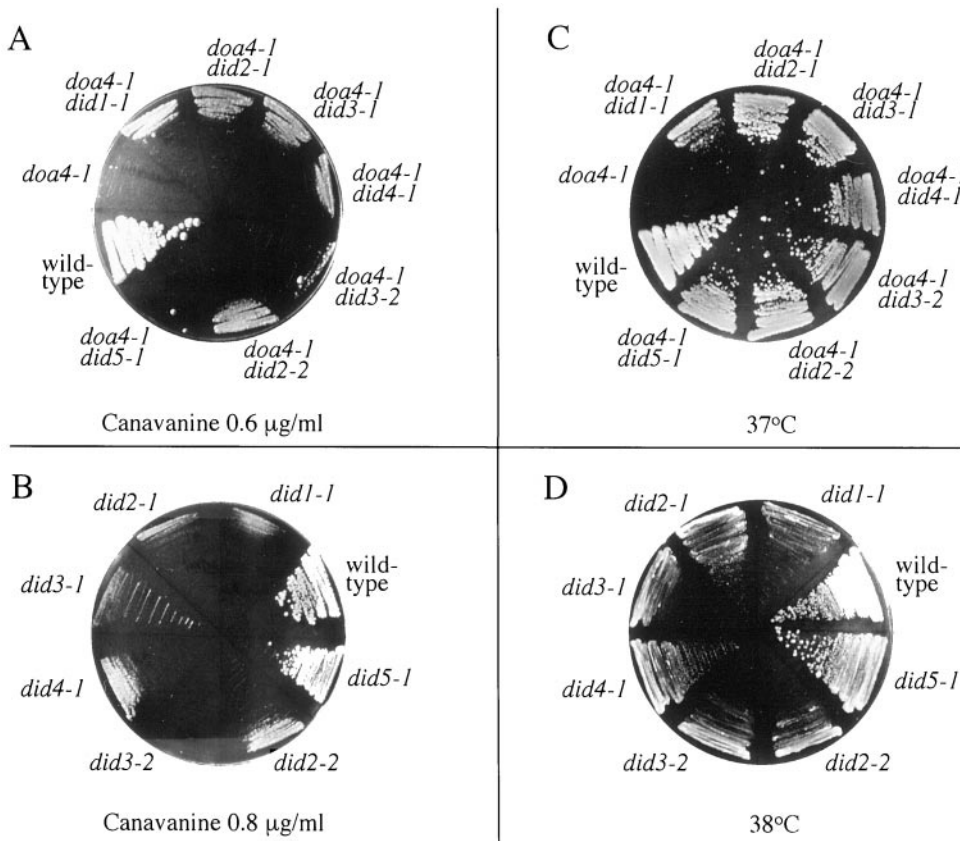 A
doa4-1
did2-1
doa4-1
did1-1
doa4-1
did3-1
doa4-1
doa4-1
did4-1
wild-
type
doa4-1
did3-2
doa4-1
did5-1
doa4-1
did2-2
Canavanine 0.6 µg/ml
C
doa4-1
did2-1
doa4-1
did1-1
doa4-1
did3-1
doa4-1
doa4-1
did4-1
wild-
type
doa4-1
did3-2
doa4-1
did5-1
doa4-1
did2-2
37°C
B
did2-1
did1-1
wild-
type
did3-1
did4-1
did5-1
did3-2
did2-2
Canavanine 0.8 µg/ml
D
did2-1
did1-1
wild-
type
did3-1
did4-1
did5-1
did3-2
did2-2
38°C